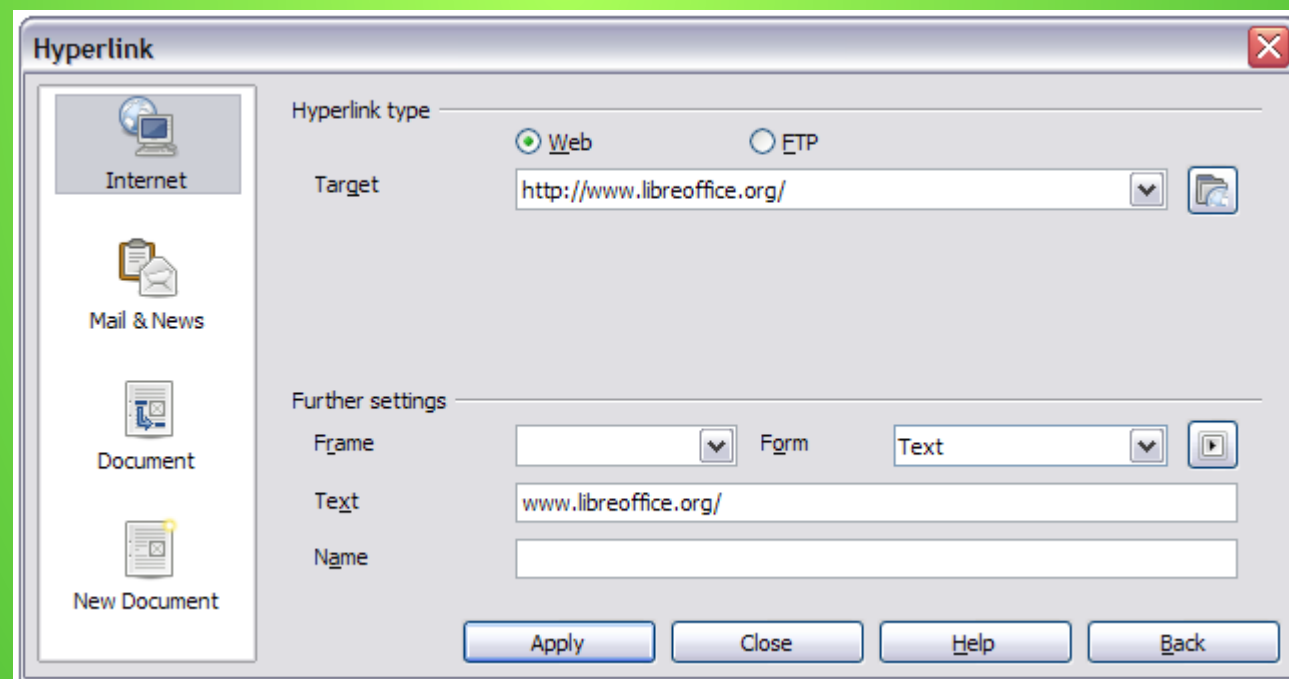 Hyperlink
Internet
Mail & News
Document
New Document
Hyperlink type
Web FTP
Target http://www.libreoffice.org/
Further settings
Frame Form Text
Text www.libreoffice.org/
Name
Apply Close Help Back